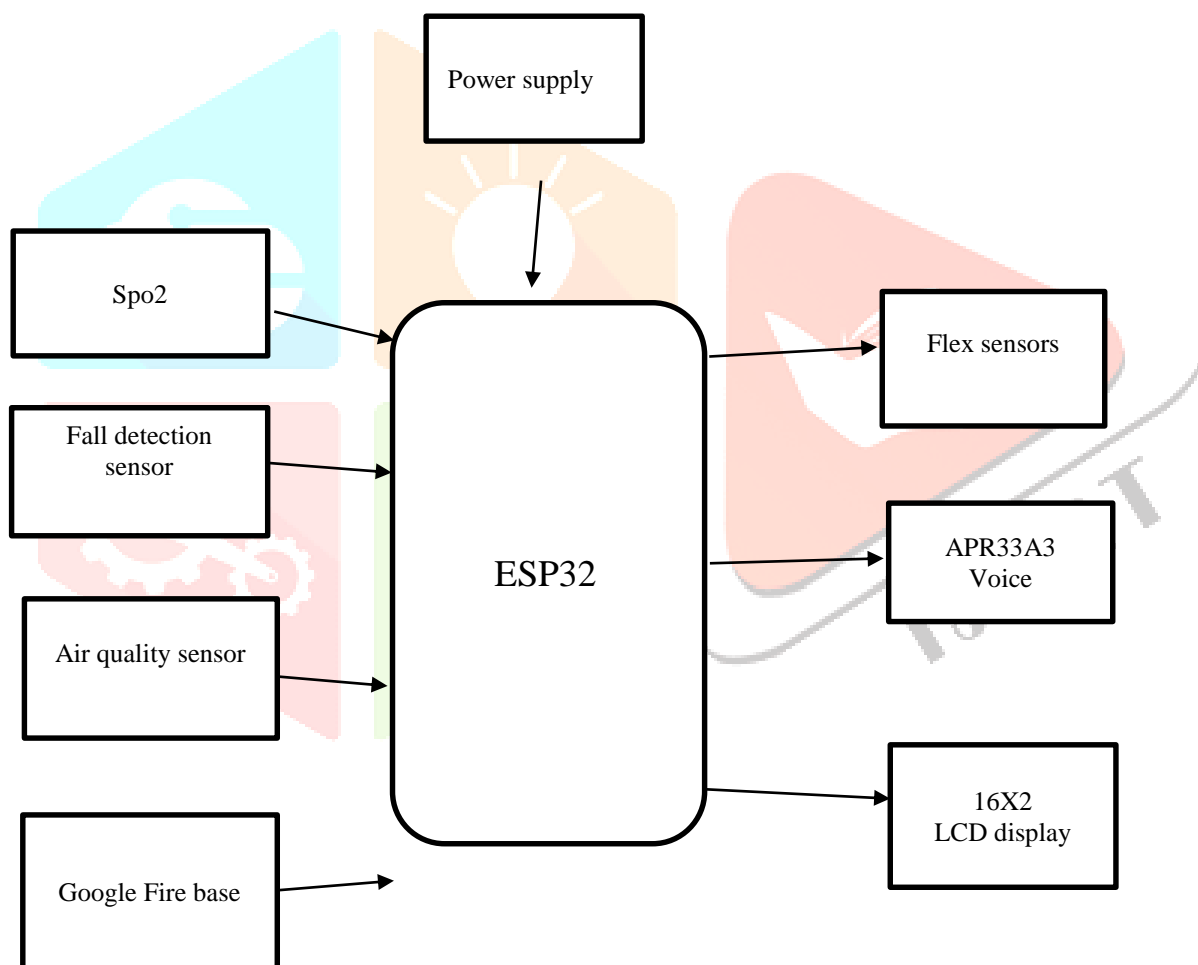 Power supply
Spo2
Flex sensors
Fall detection
sensor
ESP32
APR33A3
Voice
Air quality sensor
16X2
LCD display
Google Fire base